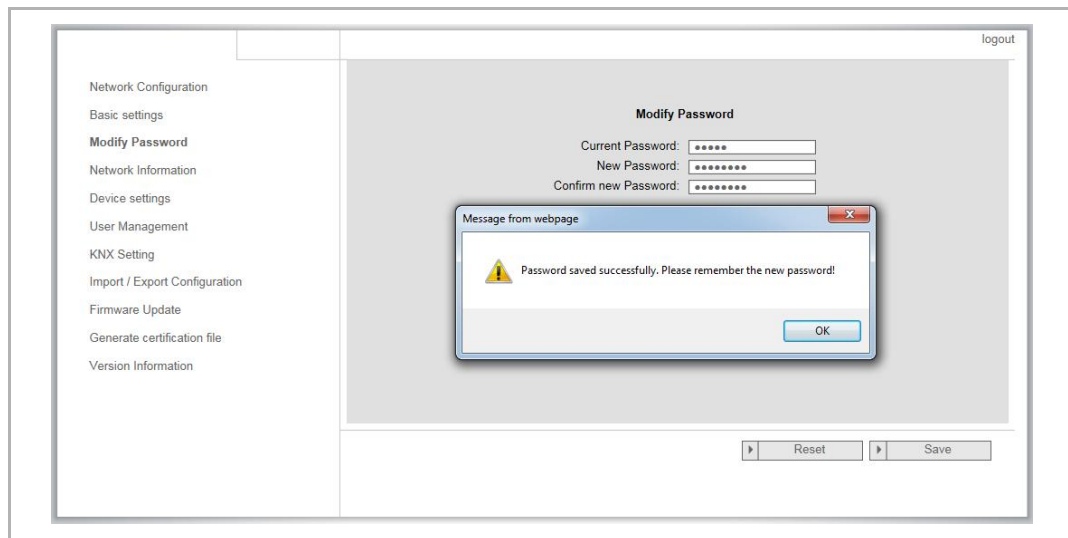 logout
Network Configuration
Basic settings
Modify Password
Network Information
Device settings
User Management
KNX Setting
Import / Export Configuration
Firmware Update
Generate certification file
Version Information
Modify Password
Current Password: •••••
New Password: ••••••••
Confirm new Password: ••••••••
Message from webpage
Password saved successfully. Please remember the new password!
OK
Reset
Save